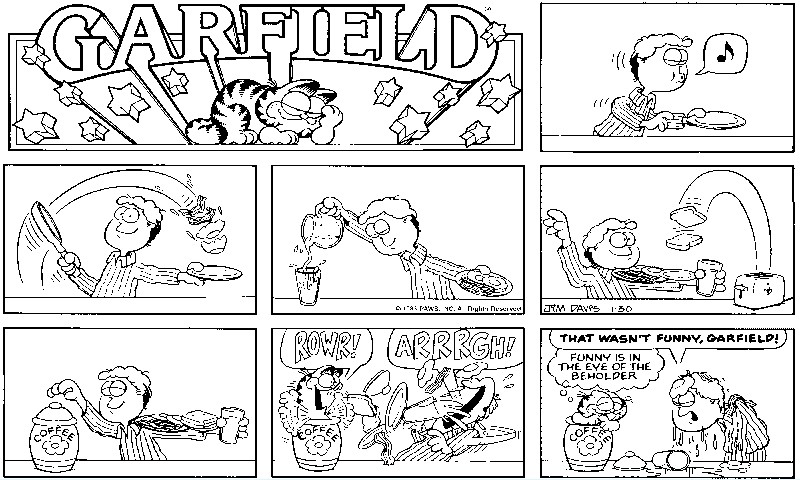 GARFIELD
© 1983 PAWS, INC. All Rights Reserved
JIM DAVIS 1-30
COFFEE
ROWR!
ARRRGH!
COFFEE
THAT WASN'T FUNNY, GARFIELD!
FUNNY IS IN
THE EYE OF THE
BEHOLDER
COFFEE